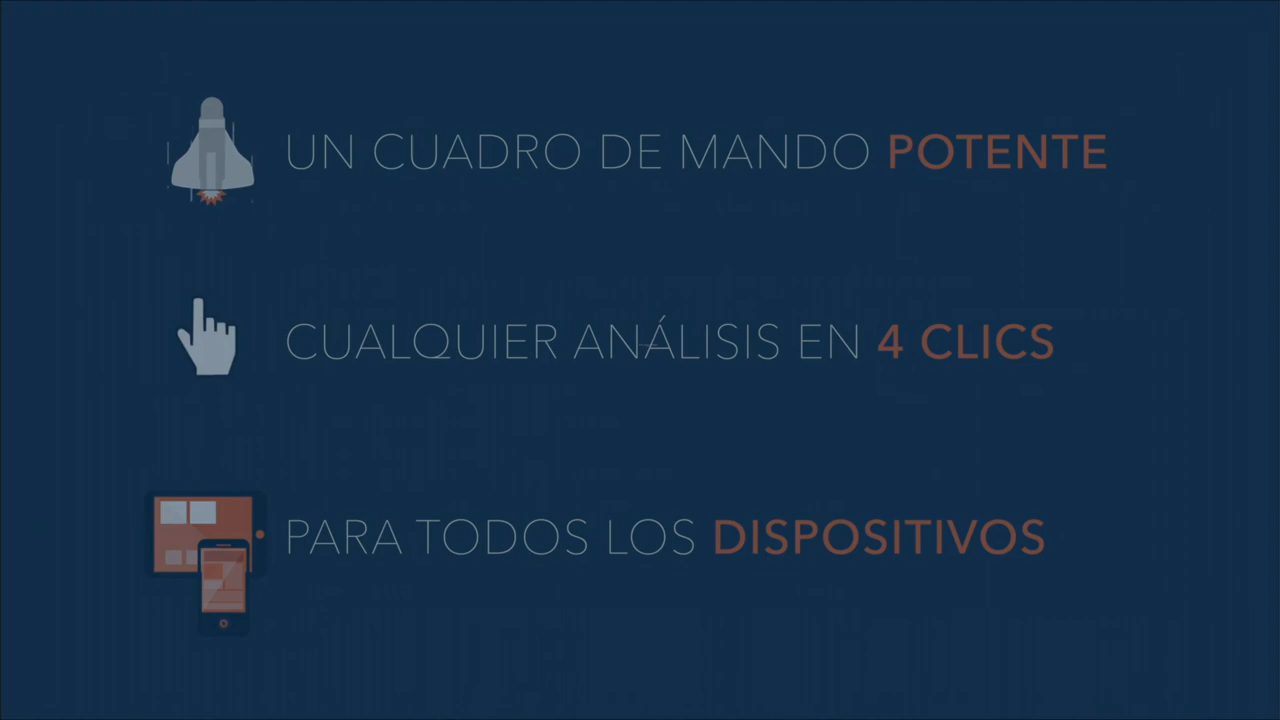 UN CUADRO DE MANDO POTENTE
CUALQUIER ANÁLISIS EN 4 CLICS
PARA TODOS LOS DISPOSITIVOS